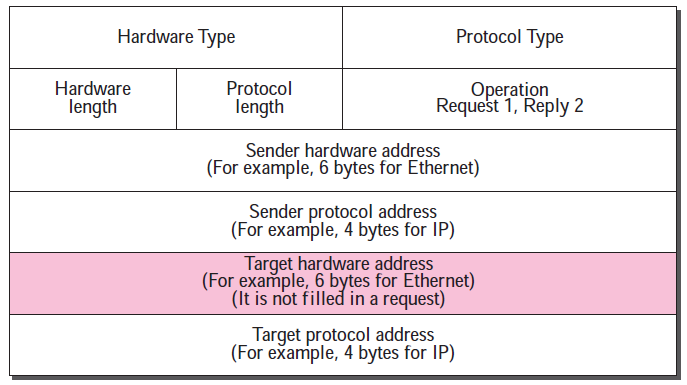 Hardware Type
Protocol Type
Hardware
length
Protocol
length
Operation
Request 1, Reply 2
Sender hardware address
(For example, 6 bytes for Ethernet)
Sender protocol address
(For example, 4 bytes for IP)
Target hardware address
(For example, 6 bytes for Ethernet)
(It is not filled in a request)
Target protocol address
(For example, 4 bytes for IP)